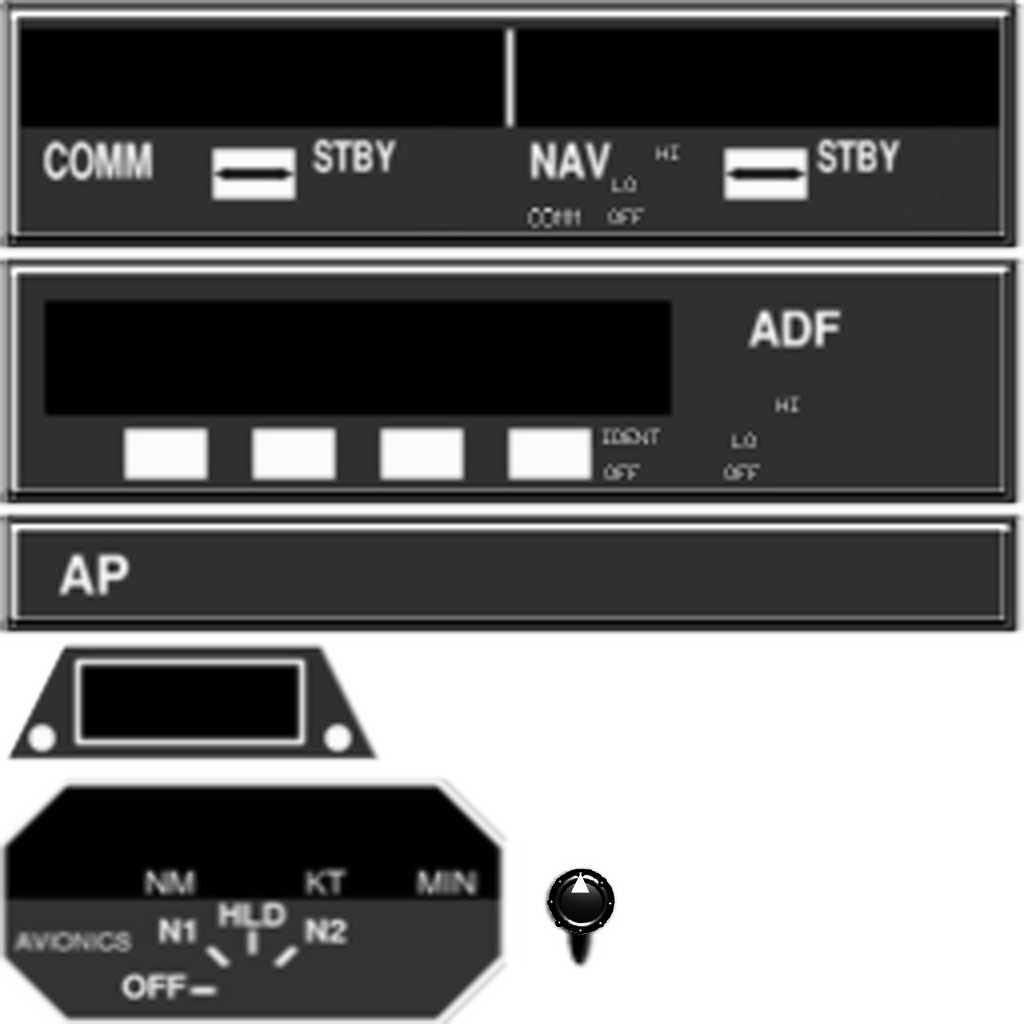 COMM STBY NAV HI STBY
LO
COMM OFF
ADF
HI
IDENT LO
OFF OFF
AP
NM KT MIN
HLD
AVIONICS N1 N2
OFF